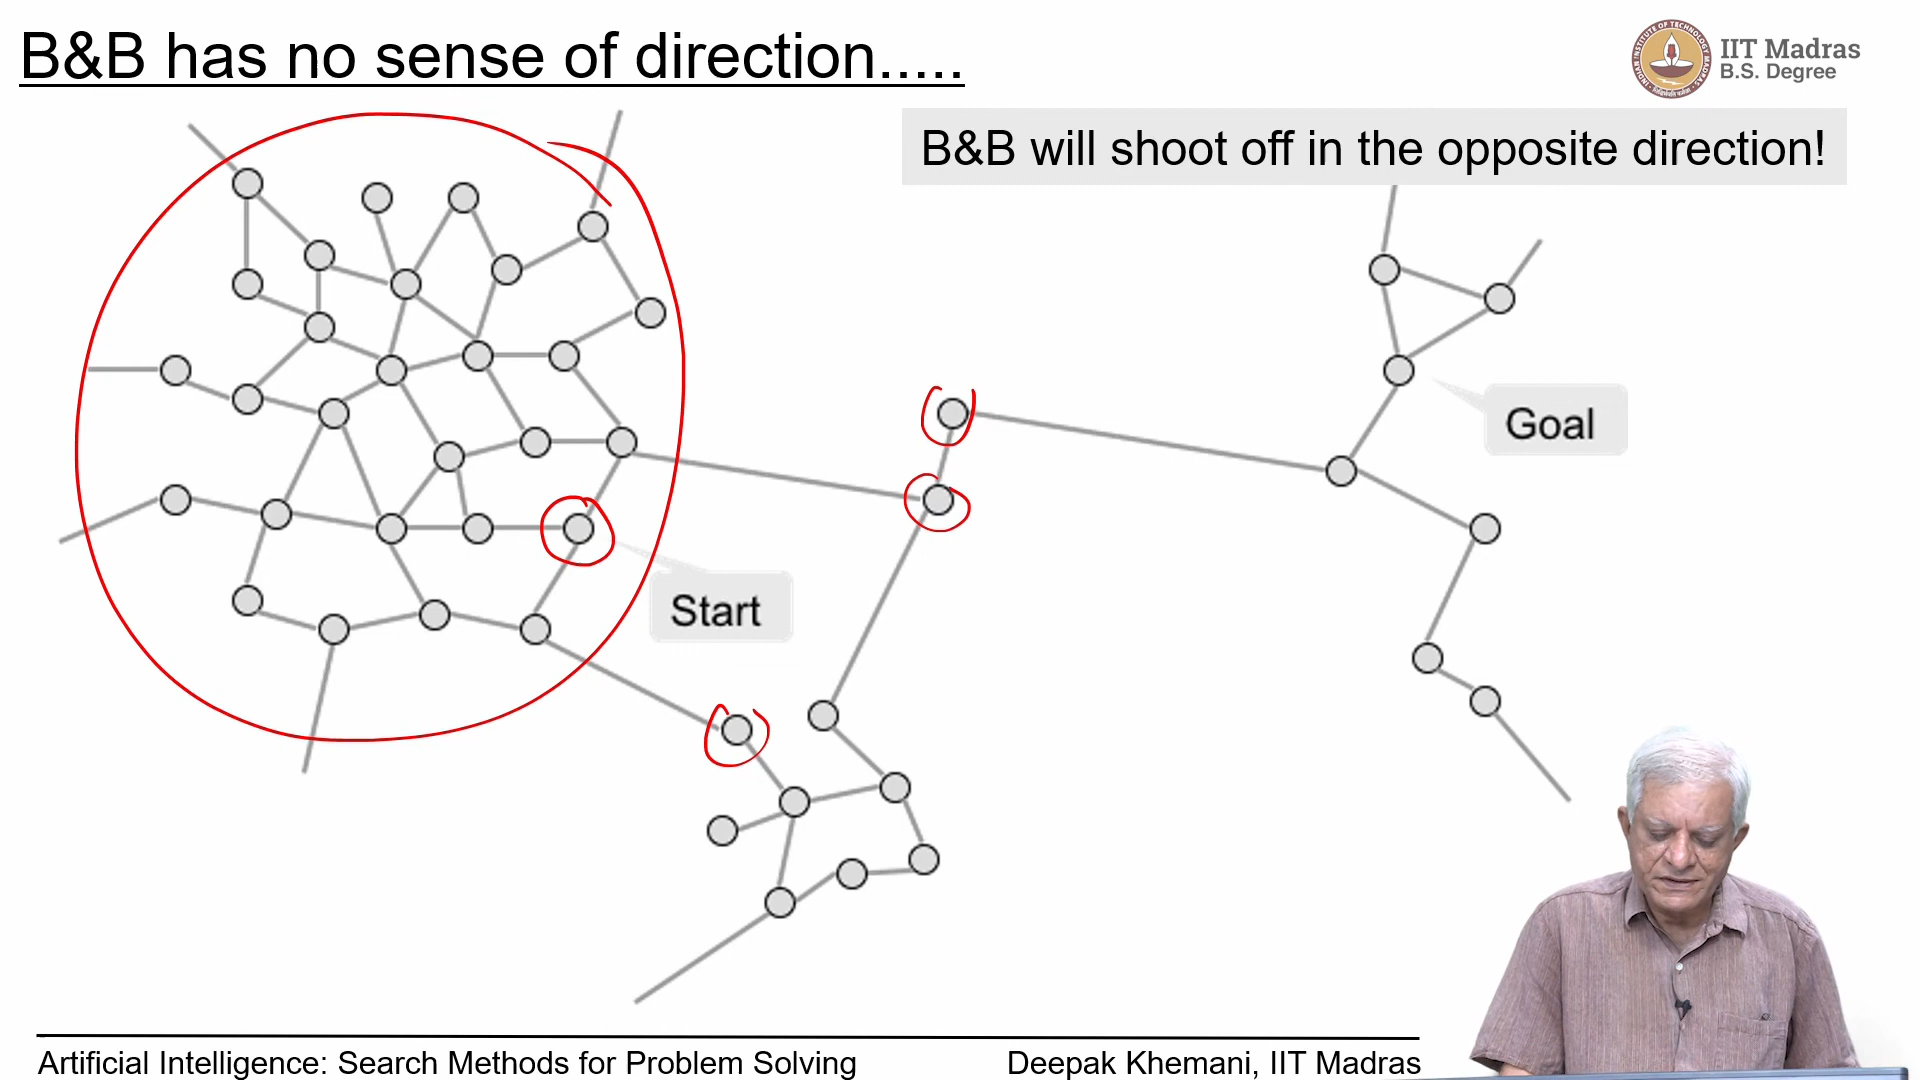 B&B has no sense of direction.....
IIT Madras
B.S. Degree
B&B will shoot off in the opposite direction!
Goal
Start
Artificial Intelligence: Search Methods for Problem Solving
Deepak Khemani, IIT Madras